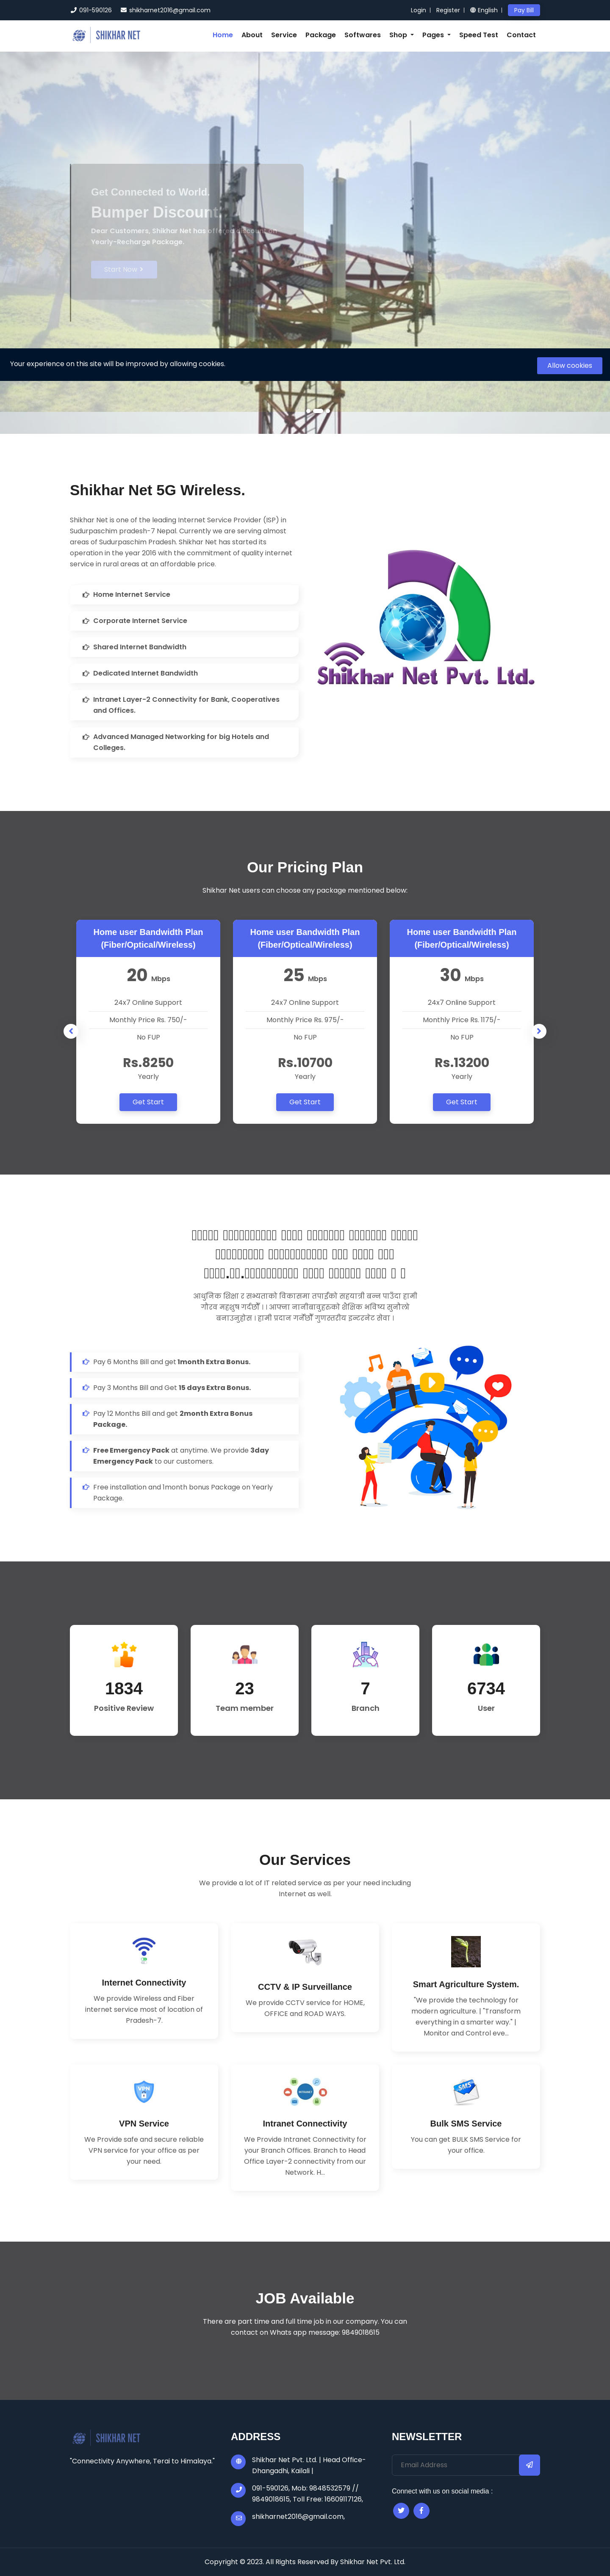 091-590126 shikharnet2016@gmail.com
Login | Register | English | Pay Bill
SHIKHAR NET
Home About Service Package Softwares Shop Pages Speed Test Contact
Get Connected to World.
Bumper Discount.
Dear Customers, Shikhar Net has offered discount on
Yearly-Recharge Package.
Start Now
Your experience on this site will be improved by allowing cookies.
Allow cookies
Shikhar Net 5G Wireless.
Shikhar Net is one of the leading Internet Service Provider (ISP) in
Sudurpaschim pradesh-7 Nepal. Currently we are serving almost
areas of Sudurpaschim Pradesh. Shikhar Net has started its
operation in the year 2016 with the commitment of quality internet
service in rural areas at an affordable price.
Home Internet Service
Corporate Internet Service
Shared Internet Bandwidth
Dedicated Internet Bandwidth
Intranet Layer-2 Connectivity for Bank, Cooperatives
and Offices.
Advanced Managed Networking for big Hotels and
Colleges.
Shikhar Net Pvt. Ltd.
Our Pricing Plan
Shikhar Net users can choose any package mentioned below:
Home user Bandwidth Plan
(Fiber/Optical/Wireless)
20 Mbps
24x7 Online Support
Monthly Price Rs. 750/-
No FUP
Rs.8250
Yearly
Get Start
Home user Bandwidth Plan
(Fiber/Optical/Wireless)
25 Mbps
24x7 Online Support
Monthly Price Rs. 975/-
No FUP
Rs.10700
Yearly
Get Start
Home user Bandwidth Plan
(Fiber/Optical/Wireless)
30 Mbps
24x7 Online Support
Monthly Price Rs. 1175/-
No FUP
Rs.13200
Yearly
Get Start
आधुनिक शिक्षा र सभ्यताको विकासमा तपाईंको सहयात्री बन्न पाउँदा हामी
गौरव महशुष गर्दछौँ । । आफ्ना नानीबाबुहरुको शैक्षिक भविष्य सुनौलो
बनाउनुहोस । हामी प्रदान गर्नेछौँ गुणस्तरीय इन्टरनेट सेवा ।
Pay 6 Months Bill and get 1month Extra Bonus.
Pay 3 Months Bill and Get 15 days Extra Bonus.
Pay 12 Months Bill and get 2month Extra Bonus
Package.
Free Emergency Pack at anytime. We provide 3day
Emergency Pack to our customers.
Free installation and 1month bonus Package on Yearly
Package.
1834
Positive Review
23
Team member
7
Branch
6734
User
Our Services
We provide a lot of IT related service as per your need including
Internet as well.
Internet Connectivity
We provide Wireless and Fiber
internet service most of location of
Pradesh-7.
CCTV & IP Surveillance
We provide CCTV service for HOME,
OFFICE and ROAD WAYS.
Smart Agriculture System.
"We provide the technology for
modern agriculture. | "Transform
everything in a smarter way." |
Monitor and Control eve...
VPN
VPN Service
We Provide safe and secure reliable
VPN service for your office as per
your need.
INTRANET
Intranet Connectivity
We Provide Intranet Connectivity for
your Branch Offices. Branch to Head
Office Layer-2 connectivity from our
Network. H...
SMS
Bulk SMS Service
You can get BULK SMS Service for
your office.
JOB Available
There are part time and full time job in our company. You can
contact on Whats app message: 9849018615
SHIKHAR NET
"Connectivity Anywhere, Terai to Himalaya."
ADDRESS
Shikhar Net Pvt. Ltd. | Head Office-
Dhangadhi, Kailali |
091-590126, Mob: 9848532579 //
9849018615, Toll Free: 16609117126,
shikharnet2016@gmail.com,
NEWSLETTER
Email Address
Connect with us on social media :
Copyright © 2023. All Rights Reserved By Shikhar Net Pvt. Ltd.